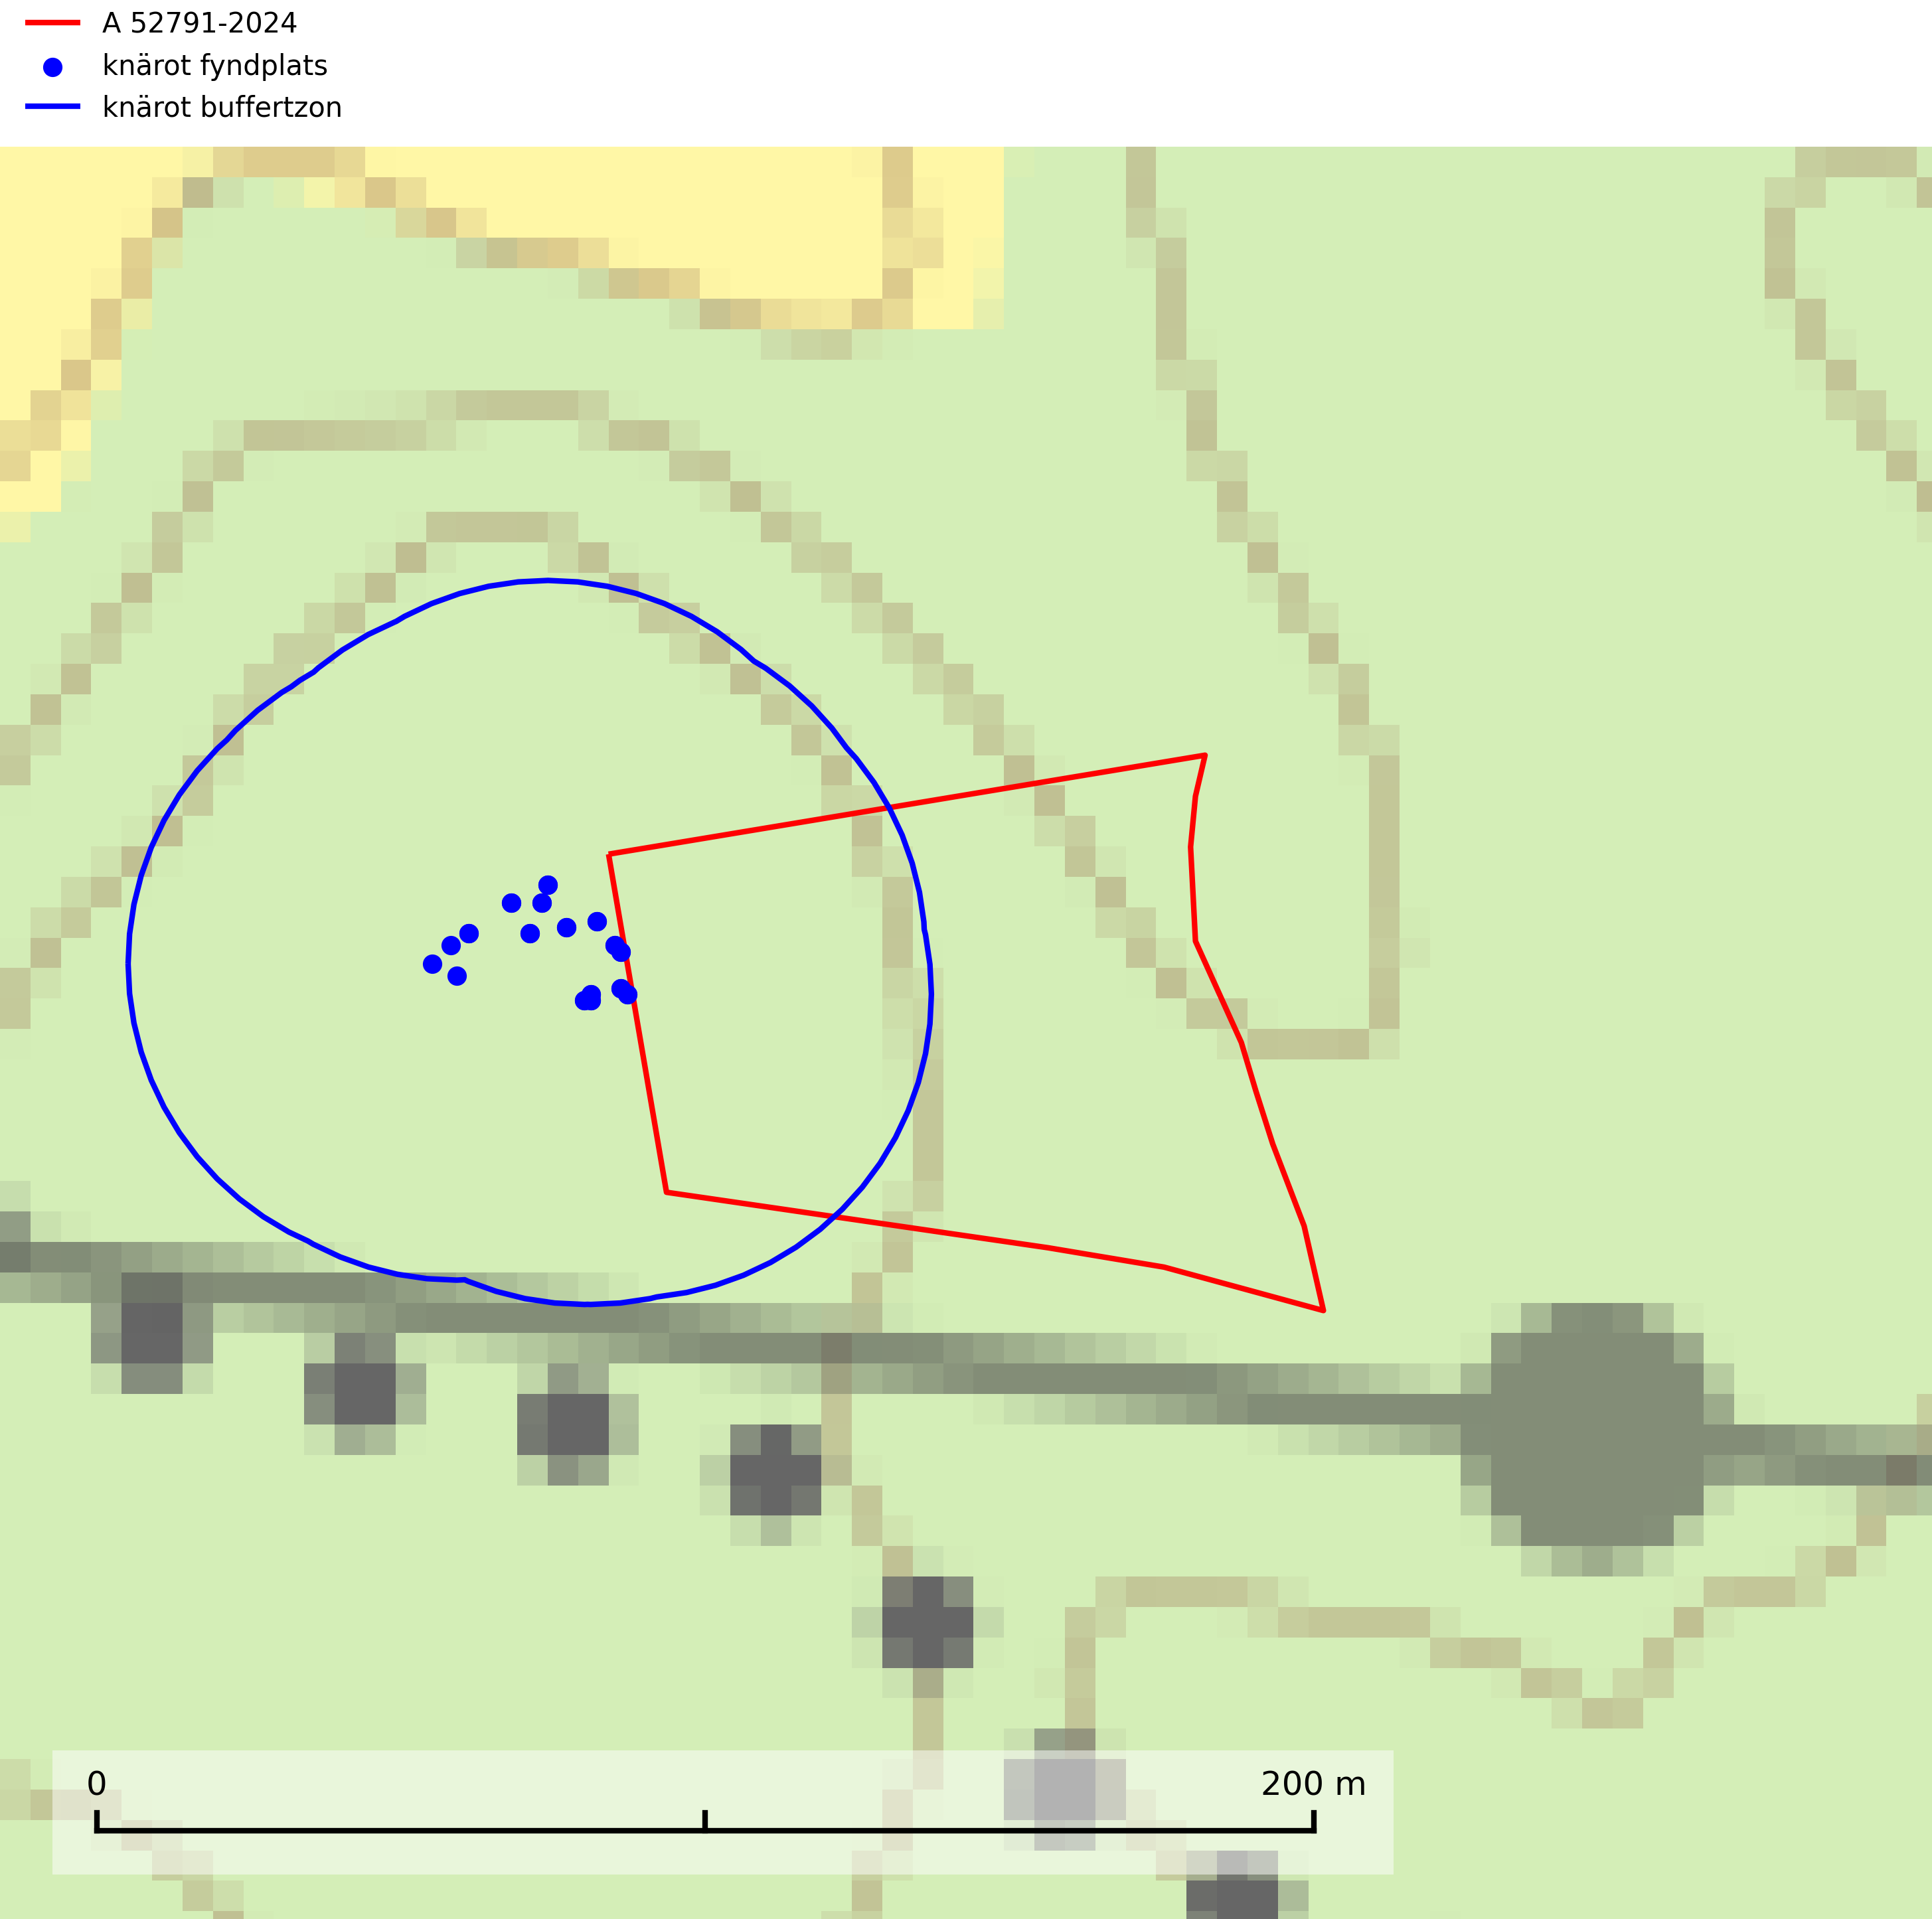 A 52791-2024
knärot fyndplats
knärot buffertzon
0 200 m